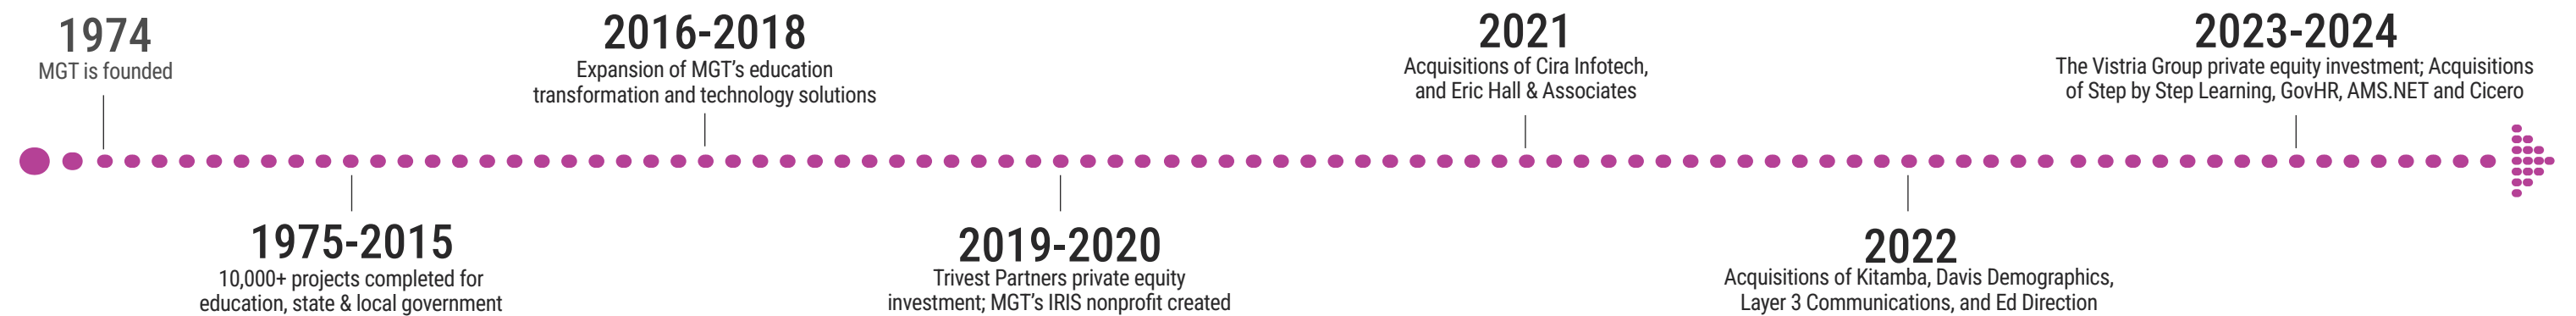 1974
MGT is founded
1975-2015
10,000+ projects completed for
education, state & local government
2016-2018
Expansion of MGT's education
transformation and technology solutions
2019-2020
Trivest Partners private equity
investment; MGT's IRIS nonprofit created
2021
Acquisitions of Cira Infotech,
and Eric Hall & Associates
2022
Acquisitions of Kitamba, Davis Demographics,
Layer 3 Communications, and Ed Direction
2023-2024
The Vistria Group private equity investment; Acquisitions
of Step by Step Learning, GovHR, AMS.NET and Cicero